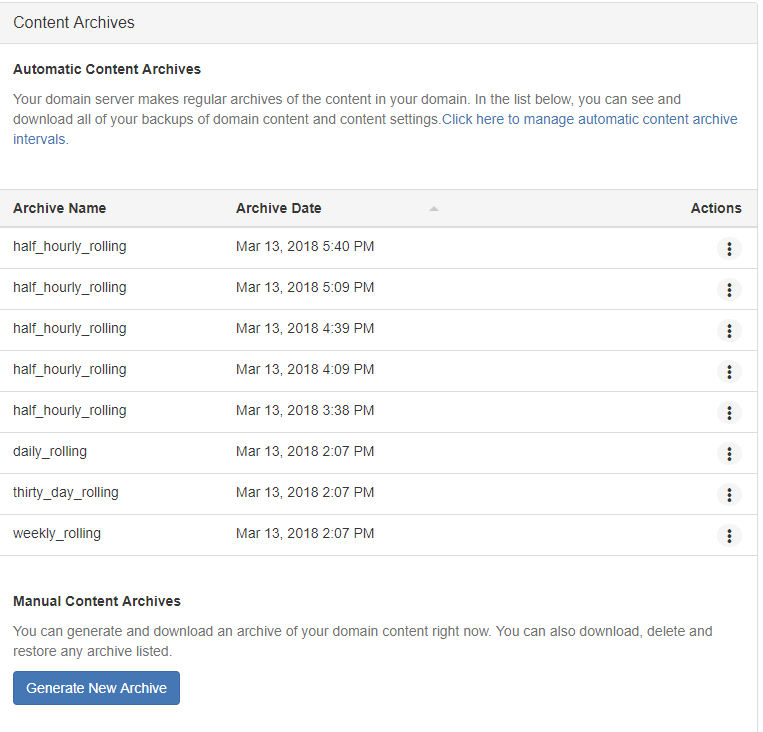 Content Archives
Automatic Content Archives
Your domain server makes regular archives of the content in your domain. In the list below, you can see and
download all of your backups of domain content and content settings.Click here to manage automatic content archive
intervals.
Archive Name Archive Date Actions
half_hourly_rolling Mar 13, 2018 5:40 PM
half_hourly_rolling Mar 13, 2018 5:09 PM
half_hourly_rolling Mar 13, 2018 4:39 PM
half_hourly_rolling Mar 13, 2018 4:09 PM
half_hourly_rolling Mar 13, 2018 3:38 PM
daily_rolling Mar 13, 2018 2:07 PM
thirty_day_rolling Mar 13, 2018 2:07 PM
weekly_rolling Mar 13, 2018 2:07 PM
Manual Content Archives
You can generate and download an archive of your domain content right now. You can also download, delete and
restore any archive listed.
Generate New Archive